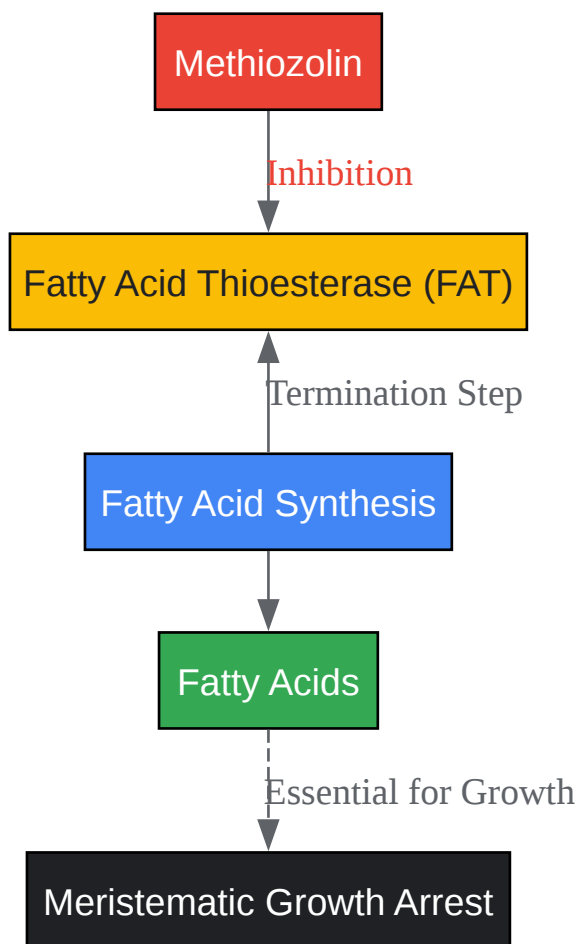 Methiozolin
Inhibition
Fatty Acid Thioesterase (FAT)
Termination Step
Fatty Acid Synthesis
Fatty Acids
Essential for Growth
Meristematic Growth Arrest